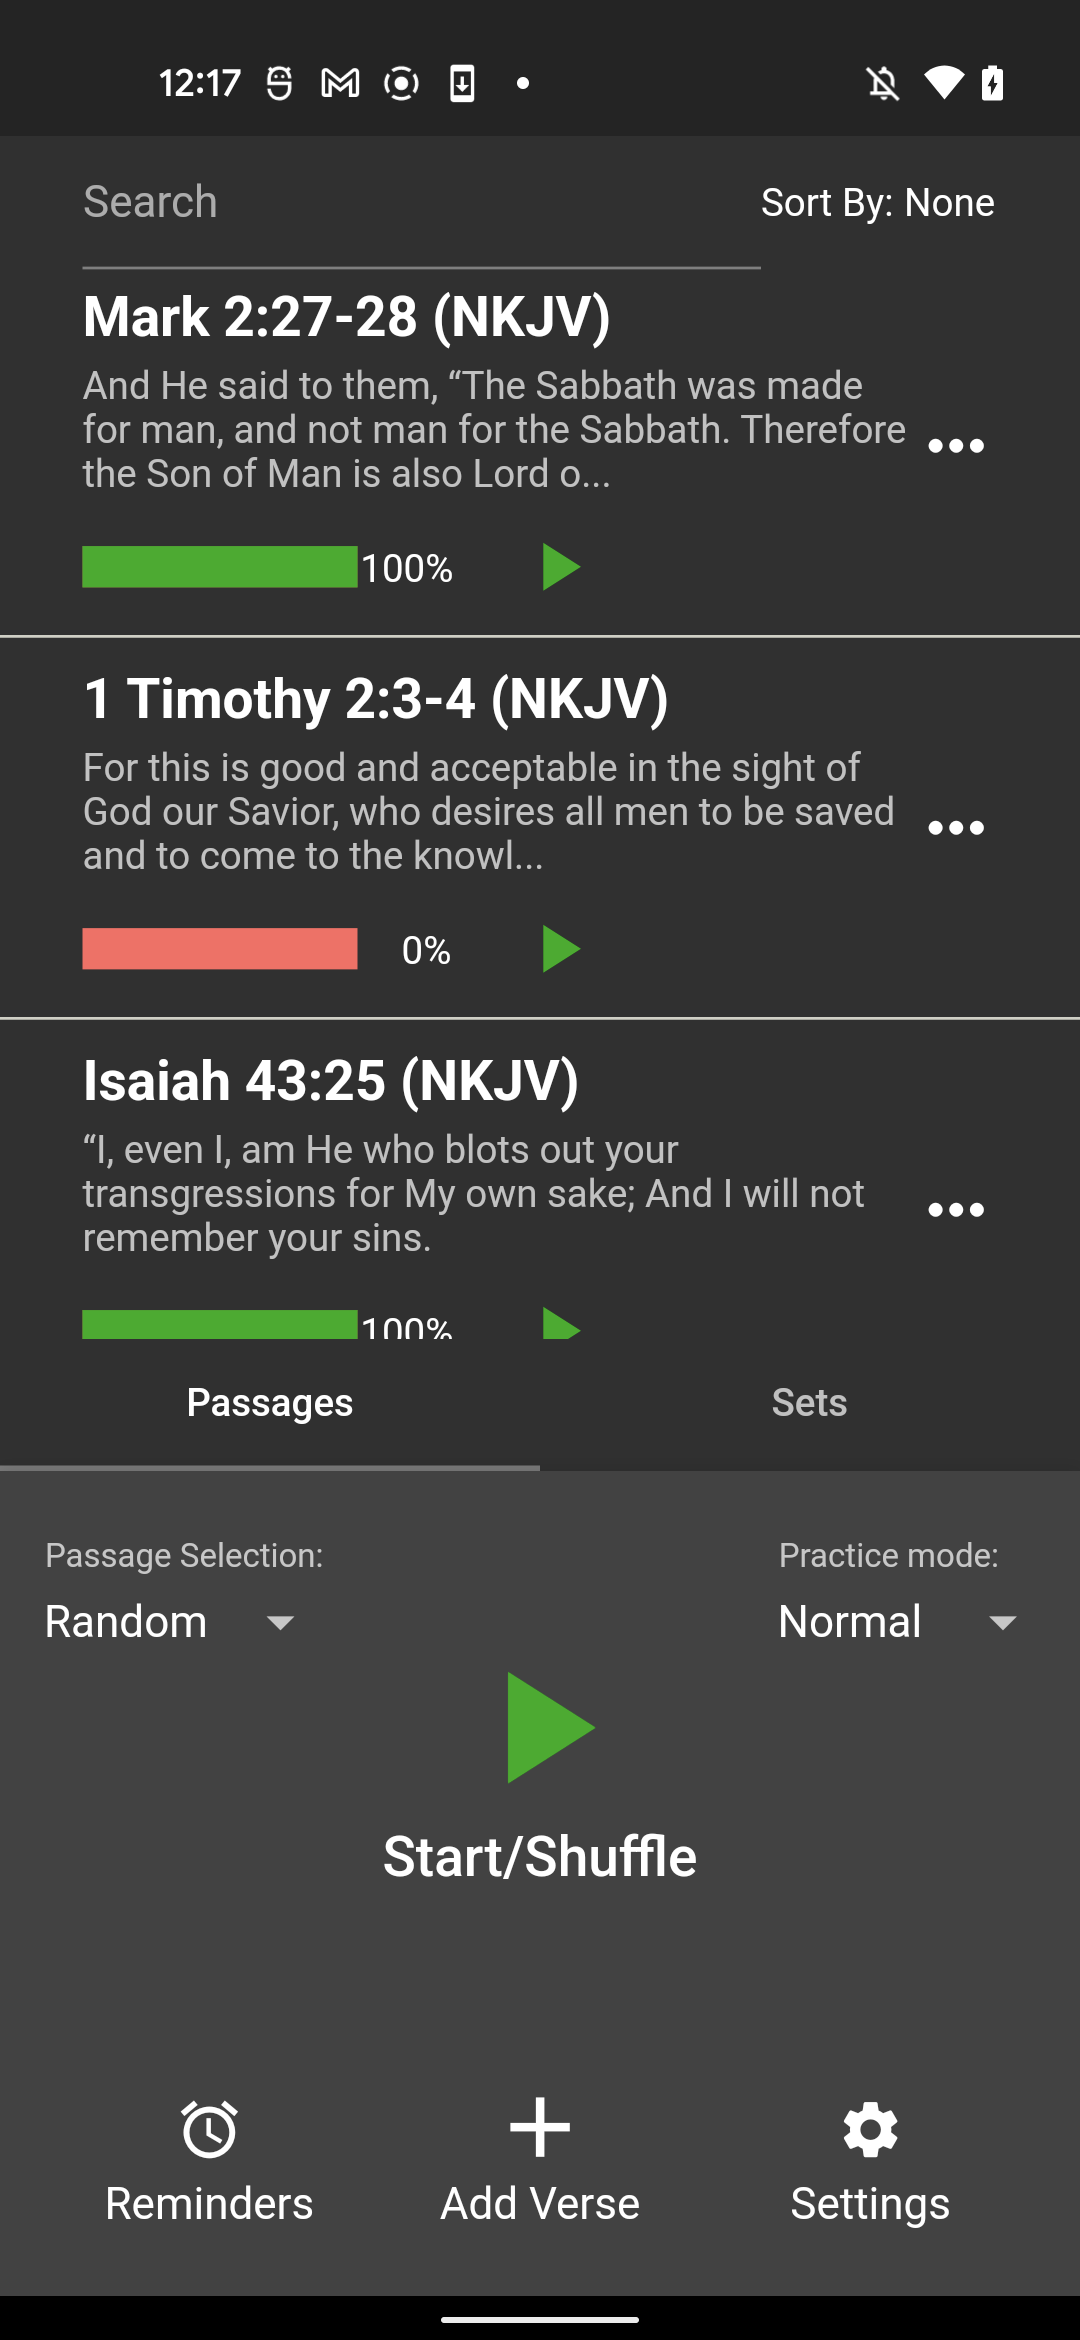 12:17
Search
Sort By: None
Mark 2:27-28 (NKJV)
And He said to them, “The Sabbath was made
for man, and not man for the Sabbath. Therefore
the Son of Man is also Lord o...
100%
1 Timothy 2:3-4 (NKJV)
For this is good and acceptable in the sight of
God our Savior, who desires all men to be saved
and to come to the knowl...
0%
Isaiah 43:25 (NKJV)
“I, even I, am He who blots out your
transgressions for My own sake; And I will not
remember your sins.
100%
Passages
Sets
Passage Selection:
Practice mode:
Random
Normal
Start/Shuffle
Reminders
Add Verse
Settings